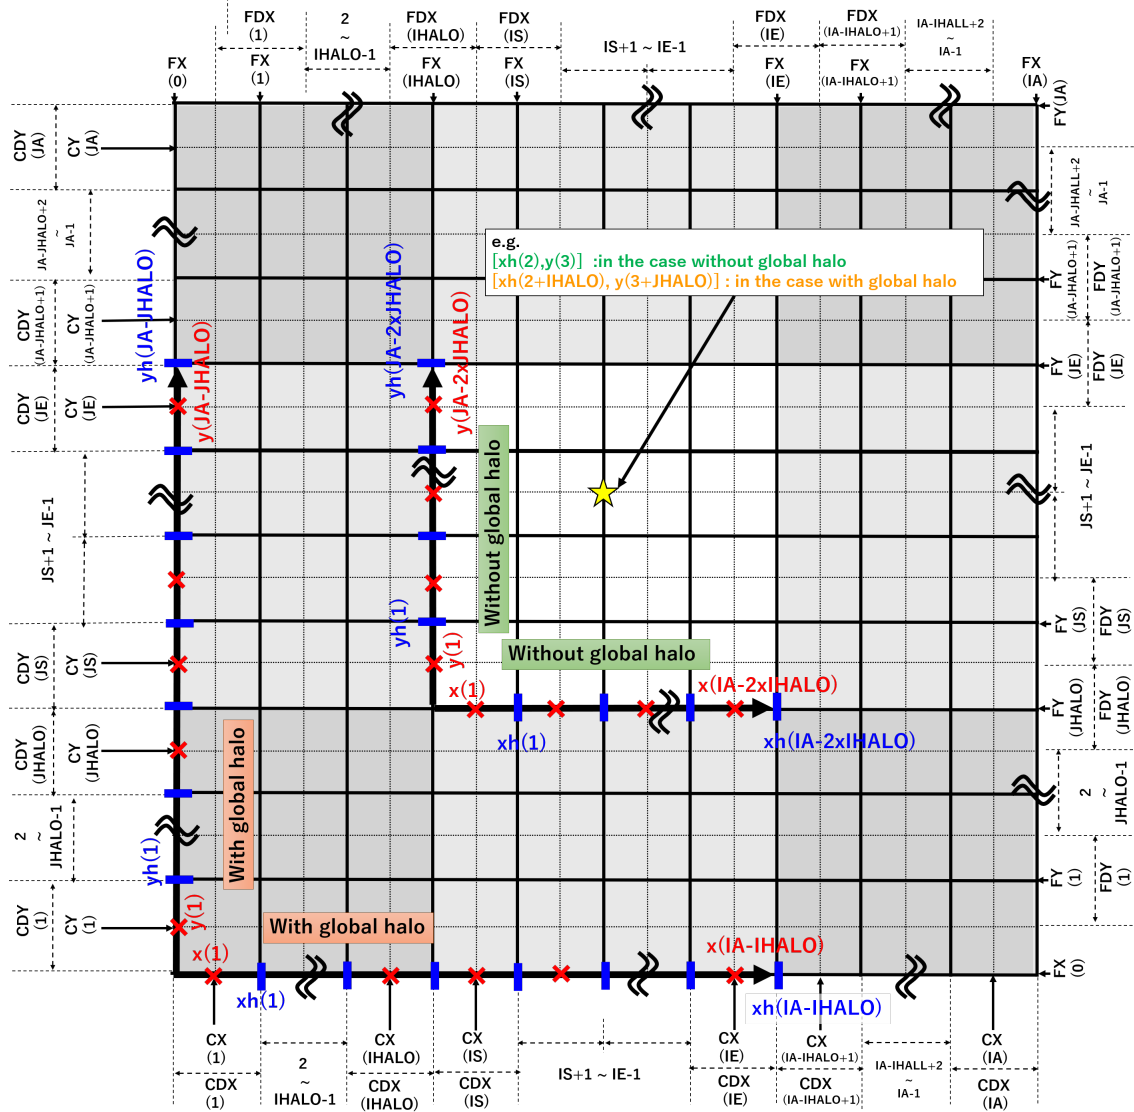 FDX
(1)
2
~
IHALO-1
FDX
(IHALO)
FDX
(IS)
IS+1 ~ IE-1
FDX
(IE)
FDX
(IA-IHALO+1)
IA-IHALL+2
~
IA-1
FX
(0)
FX
(1)
FX
(IHALO)
FX
(IS)
FX
(IE)
FX
(IA-IHALO+1)
FX
(IA)
CDY
(JA)
CY
(JA)
FY(JA)
JA-JHALO+2
~
JA-1
JA-JHALL+2
~
JA-1
e.g.
[xh(2),y(3)] :in the case without global halo
[xh(2+IHALO), y(3+JHALO)] : in the case with global halo
CDY
(JA-JHALO+1)
CY
(JA-JHALO+1)
yh(JA-JHALO)
y(JA-JHALO)
yh(JA-2xJHALO)
y(JA-2xJHALO)
FY
(JA-JHALO+1)
FDY
(JA-JHALO+1)
CDY
(JE)
CY
(JE)
FY
(JE)
FDY
(JE)
JS+1 ~ JE-1
JS+1 ~ JE-1
Without global halo
yh(1)
y(1)
CDY
(JS)
CY
(JS)
FY
(JS)
FDY
(JS)
Without global halo
x(1)
x(IA-2xIHALO)
xh(1)
xh(IA-2xIHALO)
CDY
(JHALO)
CY
(JHALO)
FY
(JHALO)
FDY
(JHALO)
With global halo
2
~
JHALO-1
2
~
JHALO-1
yh(1)
y(1)
CDY
(1)
CY
(1)
FY
(1)
FDY
(1)
With global halo
x(1)
x(IA-IHALO)
xh(1)
xh(IA-IHALO)
FX
(0)
CX
(1)
CX
(IHALO)
CX
(IS)
CX
(IE)
CX
(IA-IHALO+1)
CX
(IA)
CDX
(1)
2
~
IHALO-1
CDX
(IHALO)
CDX
(IS)
IS+1 ~ IE-1
CDX
(IE)
CDX
(IA-IHALO+1)
IA-IHALL+2
~
IA-1
CDX
(IA)